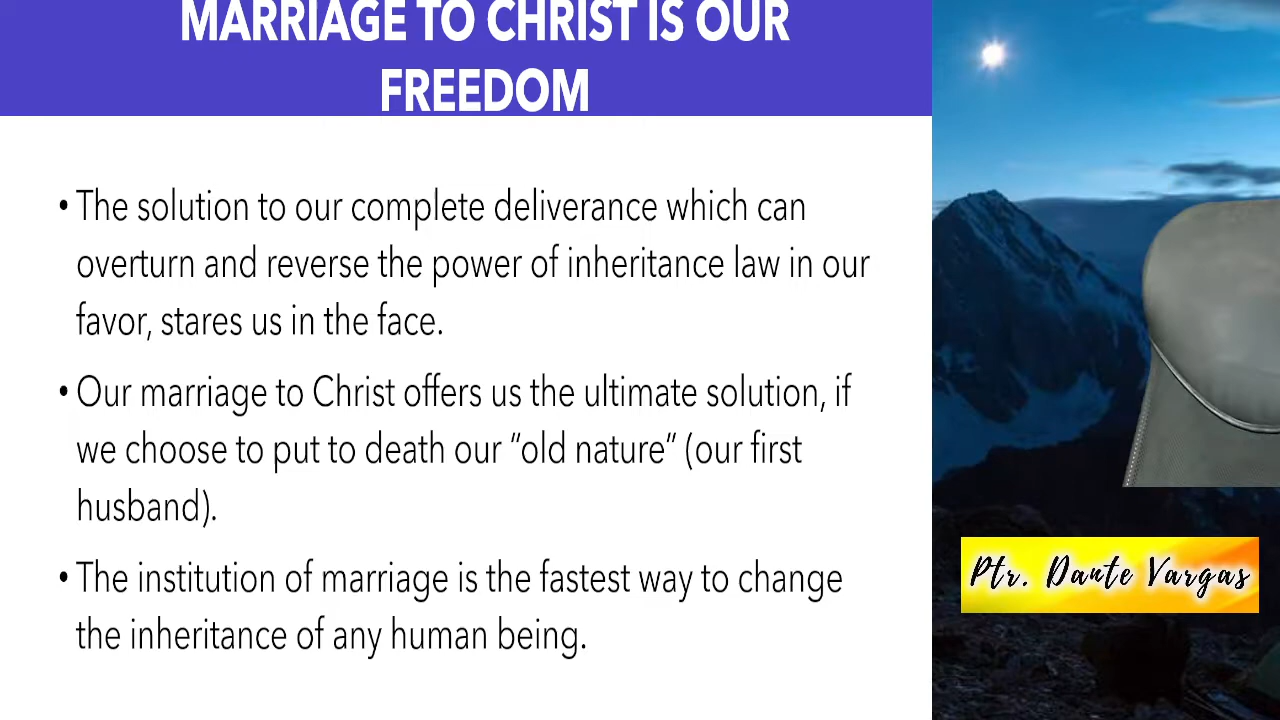 MARRIAGE TO CHRIST IS OUR
FREEDOM
• The solution to our complete deliverance which can
overturn and reverse the power of inheritance law in our
favor, stares us in the face.
• Our marriage to Christ offers us the ultimate solution, if
we choose to put to death our “old nature” (our first
husband).
• The institution of marriage is the fastest way to change
the inheritance of any human being.
Ptr. Dante Vargas